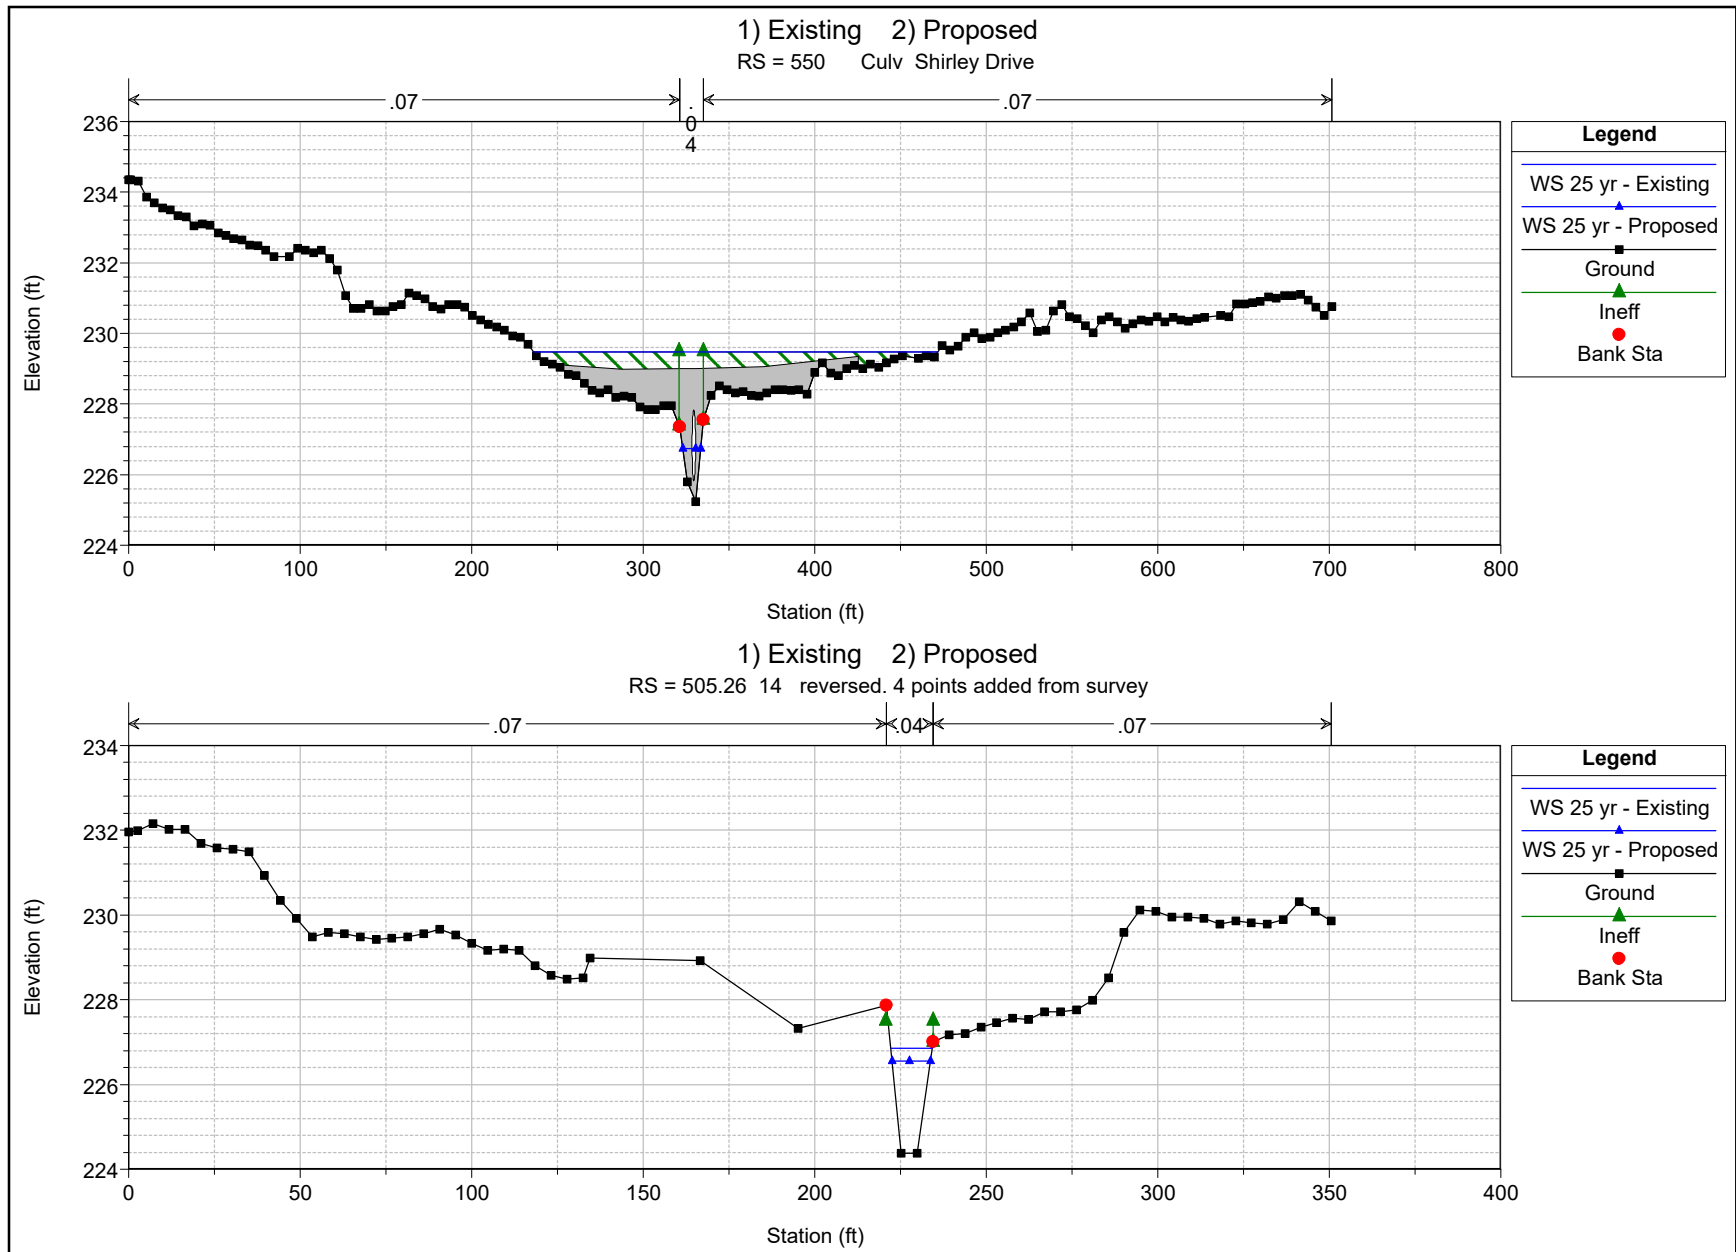 1) Existing    2) Proposed
RS = 550      Culv  Shirley Drive
.07
.04
.07
236
234
232
230
228
226
224
Elevation (ft)
0
100
200
300
400
500
600
700
800
Station (ft)
Legend
WS 25 yr - Existing
WS 25 yr - Proposed
Ground
Ineff
Bank Sta
1) Existing    2) Proposed
RS = 505.26  14   reversed. 4 points added from survey
.07
.04
.07
234
232
230
228
226
224
Elevation (ft)
0
50
100
150
200
250
300
350
400
Station (ft)
Legend
WS 25 yr - Existing
WS 25 yr - Proposed
Ground
Ineff
Bank Sta